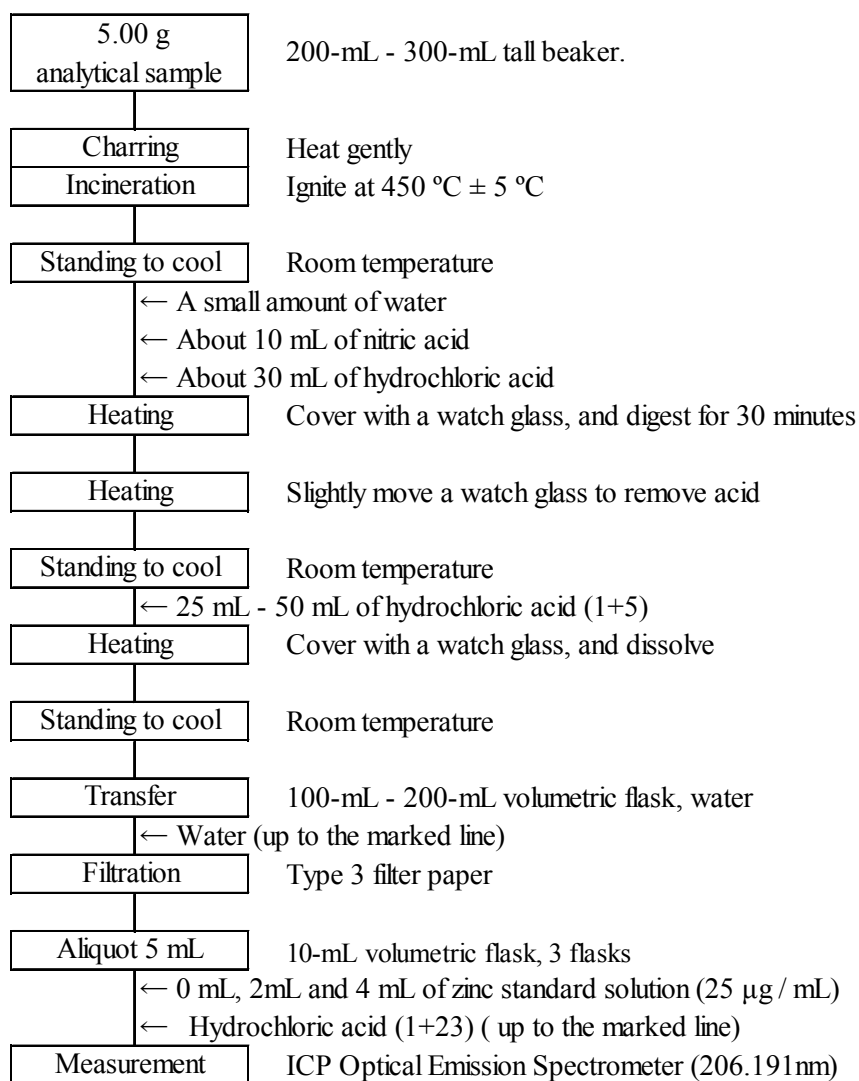 5.00 g
analytical sample
200-mL - 300-mL tall beaker.
Charring
Heat gently
Incineration
Ignite at 450 ºC ± 5 ºC
Standing to cool
Room temperature
← A small amount of water
← About 10 mL of nitric acid
← About 30 mL of hydrochloric acid
Heating
Cover with a watch glass, and digest for 30 minutes
Heating
Slightly move a watch glass to remove acid
Standing to cool
Room temperature
← 25 mL - 50 mL of hydrochloric acid (1+5)
Heating
Cover with a watch glass, and dissolve
Standing to cool
Room temperature
Transfer
100-mL - 200-mL volumetric flask, water
← Water (up to the marked line)
Filtration
Type 3 filter paper
Aliquot 5 mL
10-mL volumetric flask, 3 flasks
← 0 mL, 2mL and 4 mL of zinc standard solution (25 µg / mL)
← Hydrochloric acid (1+23) ( up to the marked line)
Measurement
ICP Optical Emission Spectrometer (206.191nm)